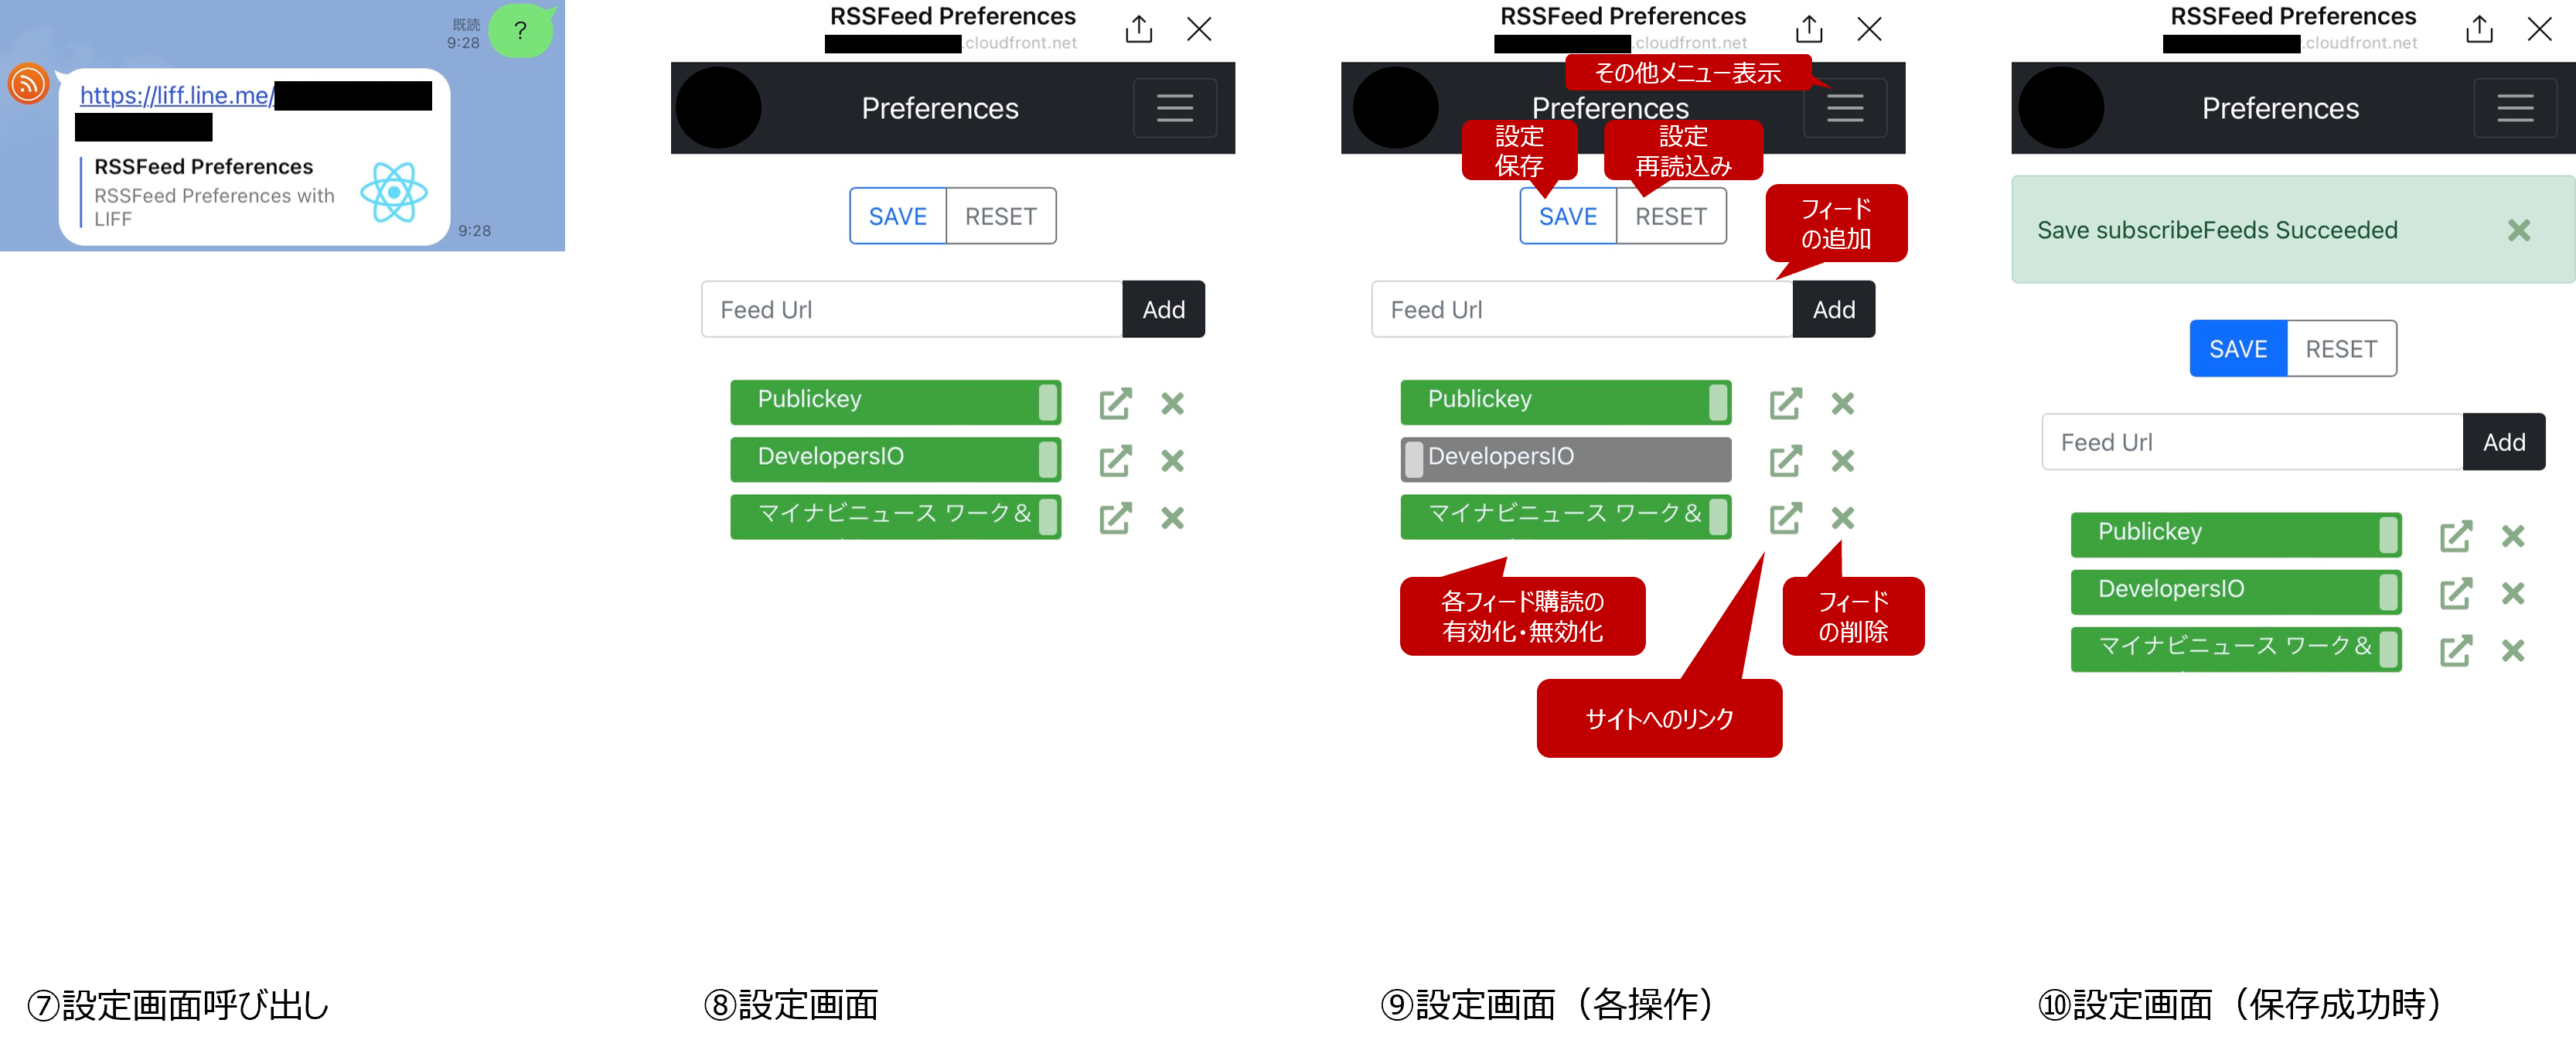 既読
9:28
?
https://liff.line.me/
RSSFeed Preferences
RSSFeed Preferences with
LIFF
9:28
⑦設定画面呼び出し
RSSFeed Preferences
.cloudfront.net
Preferences
SAVE
RESET
Feed Url
Add
Publickey
DevelopersIO
マイナビニュース ワーク＆
⑧設定画面
RSSFeed Preferences
.cloudfront.net
その他メニュー表示
Preferences
設定
保存
設定
再読込み
SAVE
RESET
フィード
の追加
Feed Url
Add
Publickey
DevelopersIO
マイナビニュース ワーク＆
各フィード購読の
有効化・無効化
フィード
の削除
サイトへのリンク
⑨設定画面（各操作）
RSSFeed Preferences
.cloudfront.net
Preferences
Save subscribeFeeds Succeeded
SAVE
RESET
Feed Url
Add
Publickey
DevelopersIO
マイナビニュース ワーク＆
⑩設定画面（保存成功時）